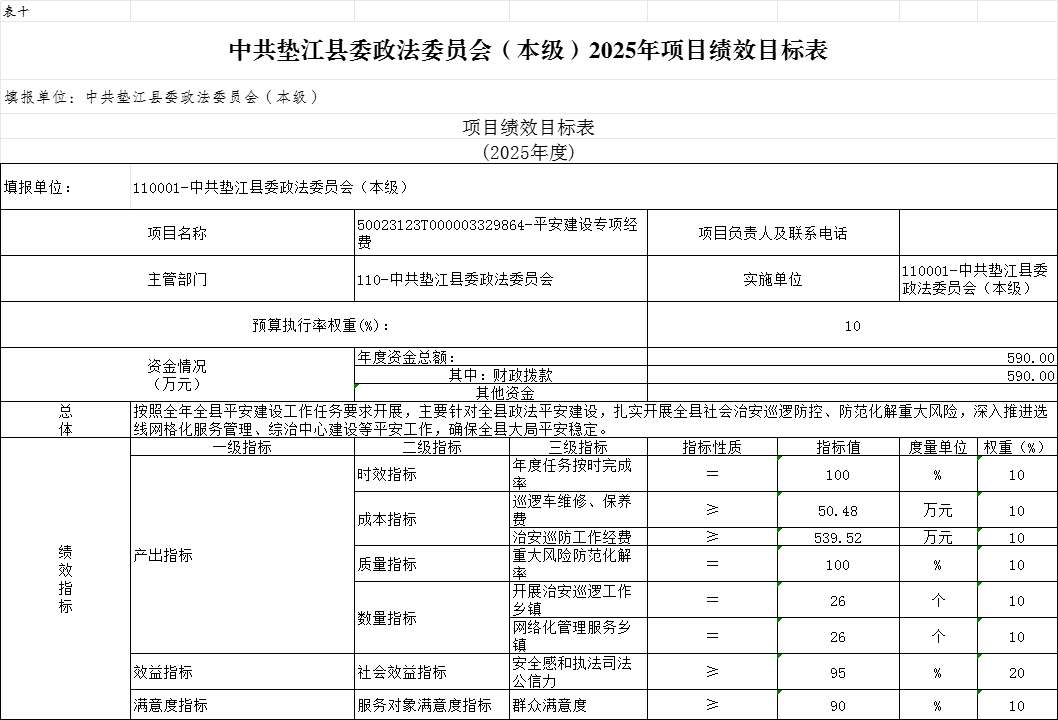 表十
中共垫江县委政法委员会（本级）2025年项目绩效目标表
填报单位：中共垫江县委政法委员会（本级）
项目绩效目标表
(2025年度)
填报单位： 110001-中共垫江县委政法委员会（本级）
项目名称 50023123T000003329864-平安建设专项经
费 项目负责人及联系电话
主管部门 110-中共垫江县委政法委员会 实施单位 110001-中共垫江县委
政法委员会（本级）
预算执行率权重(%)： 10
资金情况
（万元）
年度资金总额： 590.00
其中：财政拨款 590.00
其他资金
总
体
按照全年全县平安建设工作任务要求开展，主要针对全县政法平安建设，扎实开展全县社会治安巡逻防控、防范化解重大风险，深入推进选
线网格化服务管理、综治中心建设等平安工作，确保全县大局平安稳定。
绩
效
指
标
一级指标 二级指标 三级指标 指标性质 指标值 度量单位 权重（%）
产出指标 时效指标 年度任务按时完成
率 ＝ 100 % 10
成本指标 巡逻车维修、保养
费 ≥ 50.48 万元 10
治安巡防工作经费 ≥ 539.52 万元 10
质量指标 重大风险防范化解
率 ＝ 100 % 10
数量指标 开展治安巡逻工作
乡镇 ＝ 26 个 10
网络化管理服务乡
镇 ＝ 26 个 10
效益指标 社会效益指标 安全感和执法司法
公信力 ≥ 95 % 20
满意度指标 服务对象满意度指标 群众满意度 ≥ 90 % 10